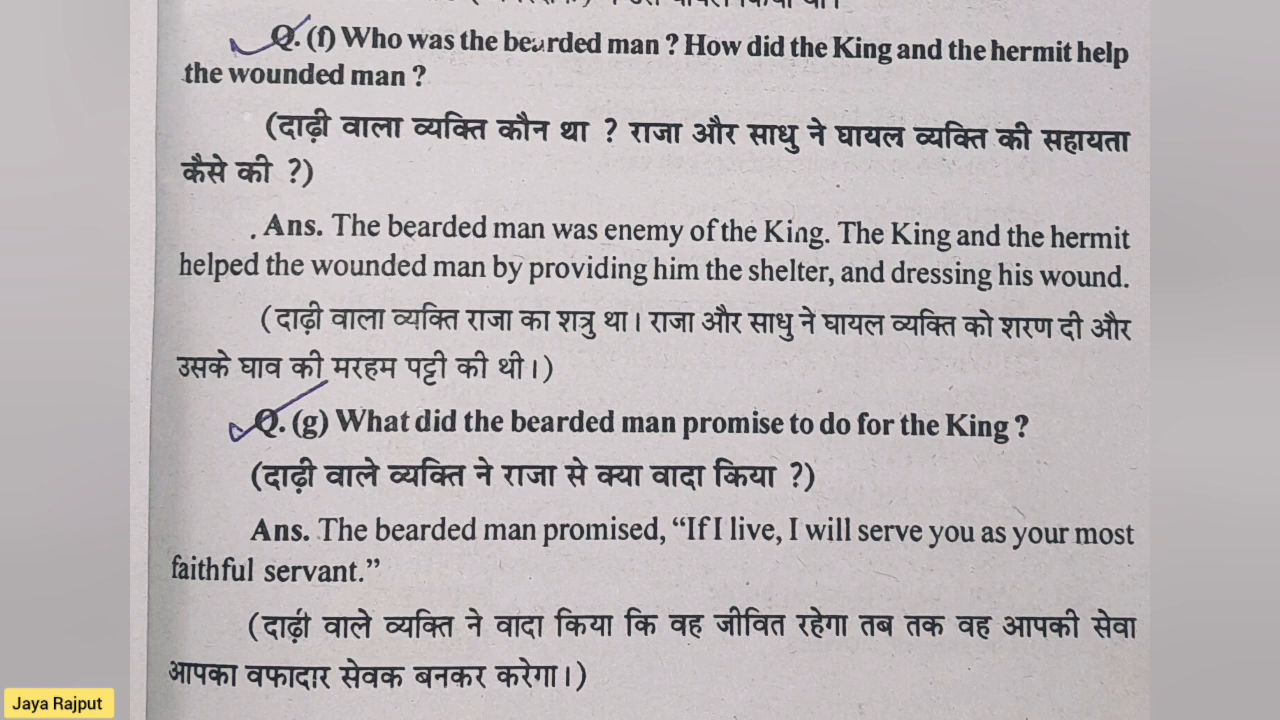 Q. (f) Who was the bearded man ? How did the King and the hermit help
the wounded man ?
(दाढ़ी वाला व्यक्ति कौन था ? राजा और साधु ने घायल व्यक्ति की सहायता
कैसे की ?)
Ans. The bearded man was enemy of the King. The King and the hermit
helped the wounded man by providing him the shelter, and dressing his wound.
(दाढ़ी वाला व्यक्ति राजा का शत्रु था। राजा और साधु ने घायल व्यक्ति को शरण दी और
उसके घाव की मरहम पट्टी की थी।)
Q. (g) What did the bearded man promise to do for the King ?
(दाढ़ी वाले व्यक्ति ने राजा से क्या वादा किया ?)
Ans. The bearded man promised, “If I live, I will serve you as your most
faithful servant.”
(दाढ़ी वाले व्यक्ति ने वादा किया कि वह जीवित रहेगा तब तक वह आपकी सेवा
आपका वफादार सेवक बनकर करेगा।)
Jaya Rajput